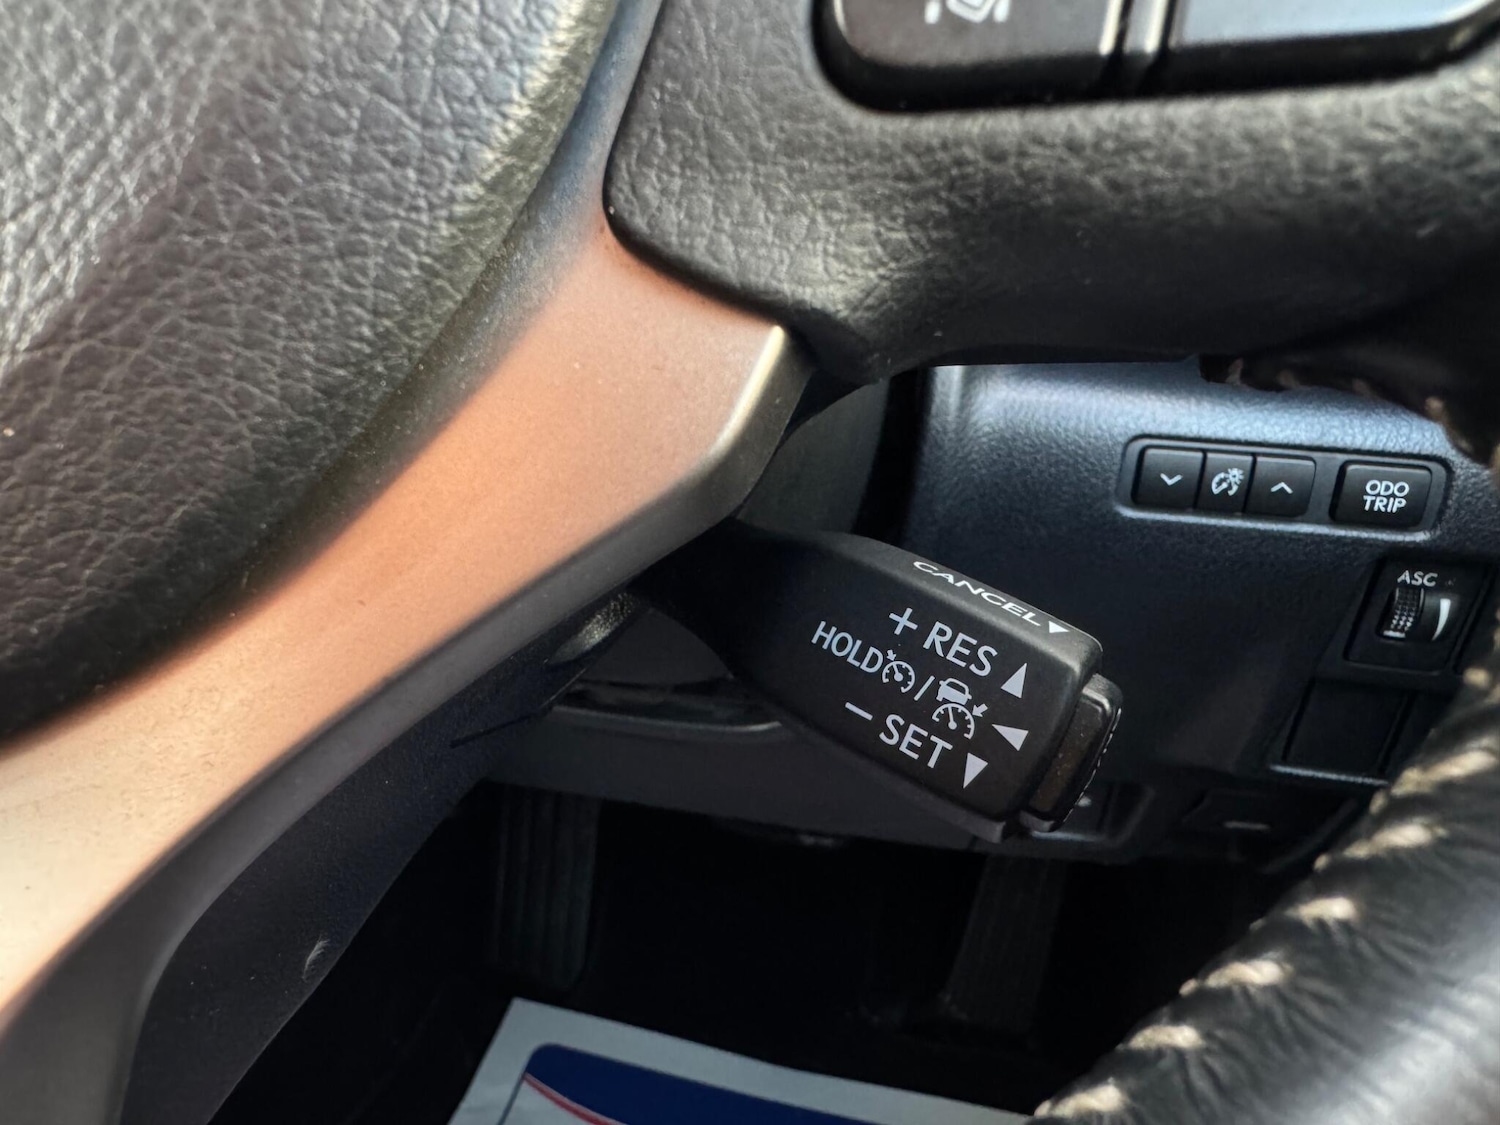 ODO
TRIP
ASC
CANCEL
+ RES
HOLD /
- SET